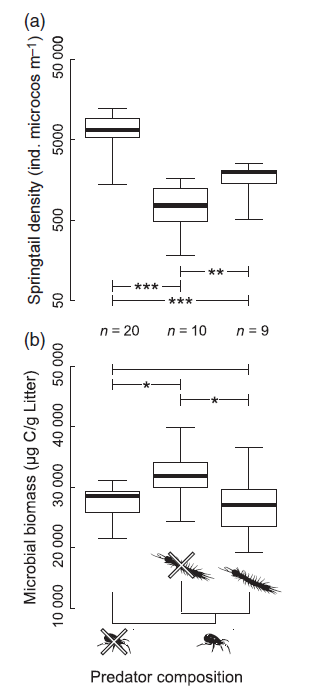 (a)
Springtail density (ind. microcos m–1)
50 000
5000
500
50
***
**
***
n = 20
n = 10
n = 9
(b)
Microbial biomass (µg C/g Litter)
50 000
40 000
30 000
20 000
10 000
*
*
Predator composition